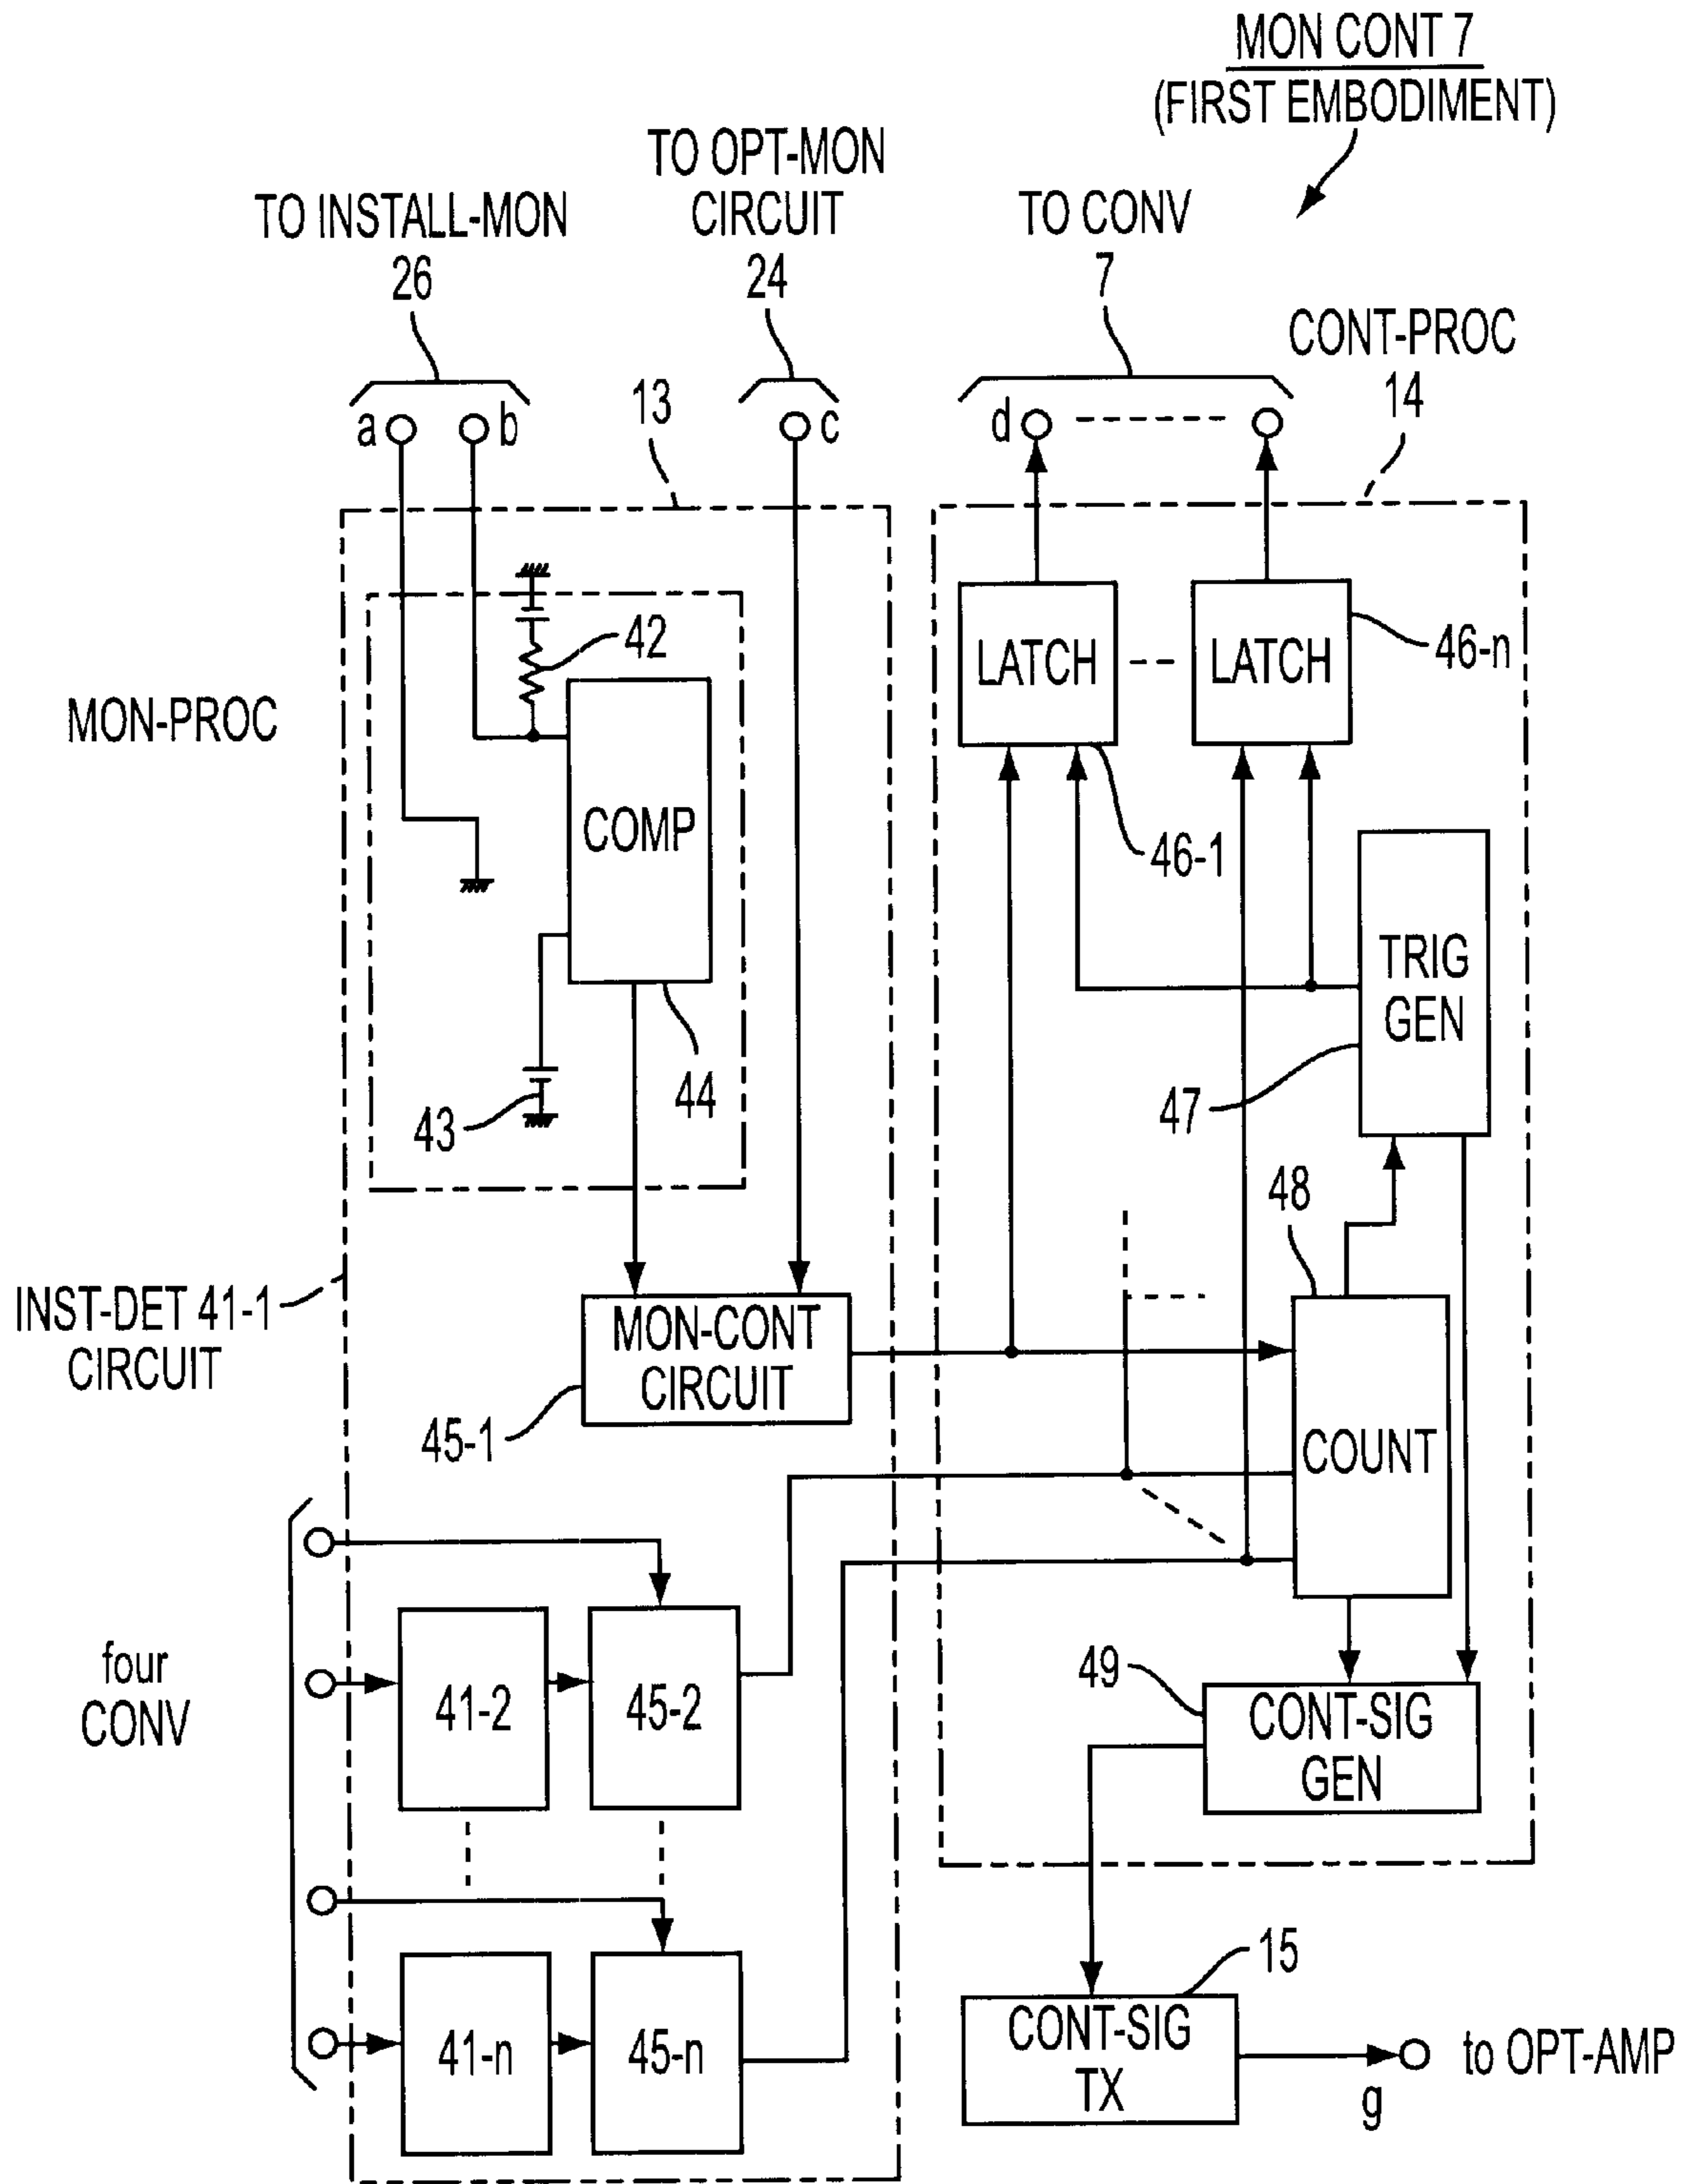 MON CONT 7
(FIRST EMBODIMENT)
TO OPT-MON
CIRCUIT
24
TO INSTALL-MON
26
TO CONV
7
CONT-PROC
14
13
a
b
c
d
42
LATCH
LATCH
46-n
MON-PROC
COMP
46-1
TRIG
GEN
43
44
47
48
INST-DET 41-1
CIRCUIT
MON-CONT
CIRCUIT
45-1
COUNT
four
CONV
41-2
45-2
49
CONT-SIG
GEN
15
41-n
45-n
CONT-SIG
TX
g
to OPT-AMP